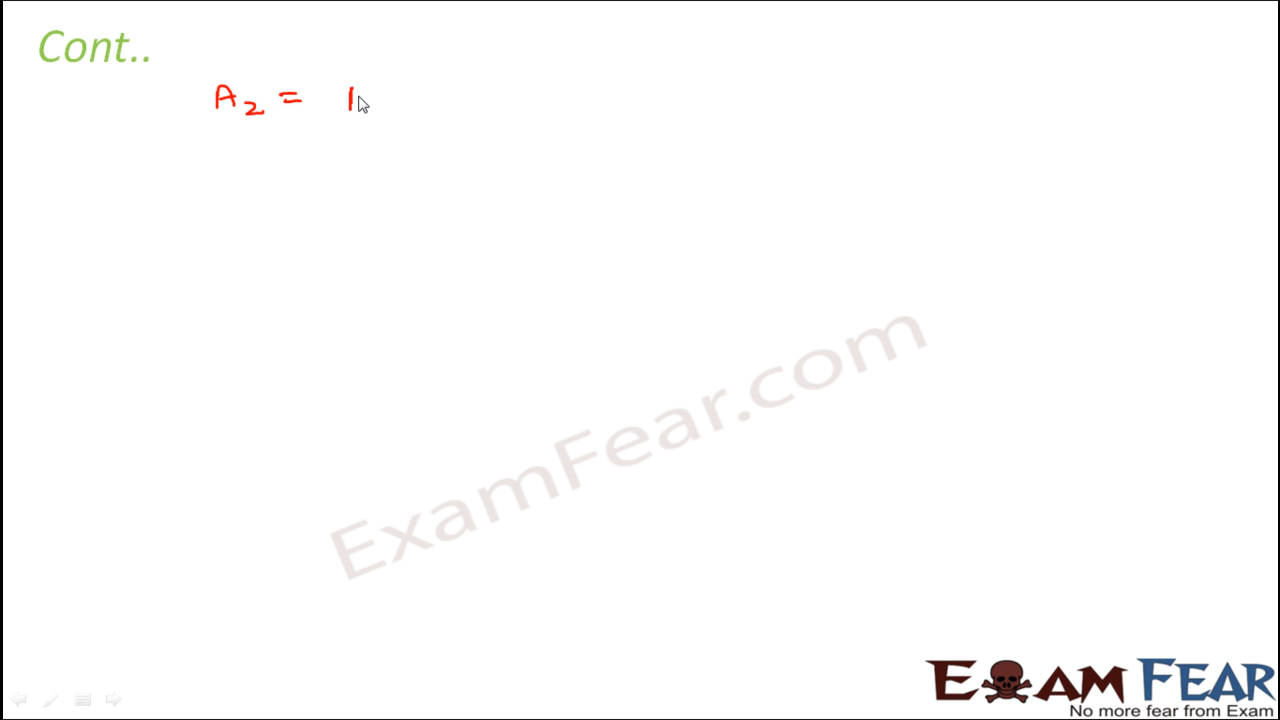 Cont..
A2 = 1
ExamFear.com
EXAM FEAR
No more fear from Exam